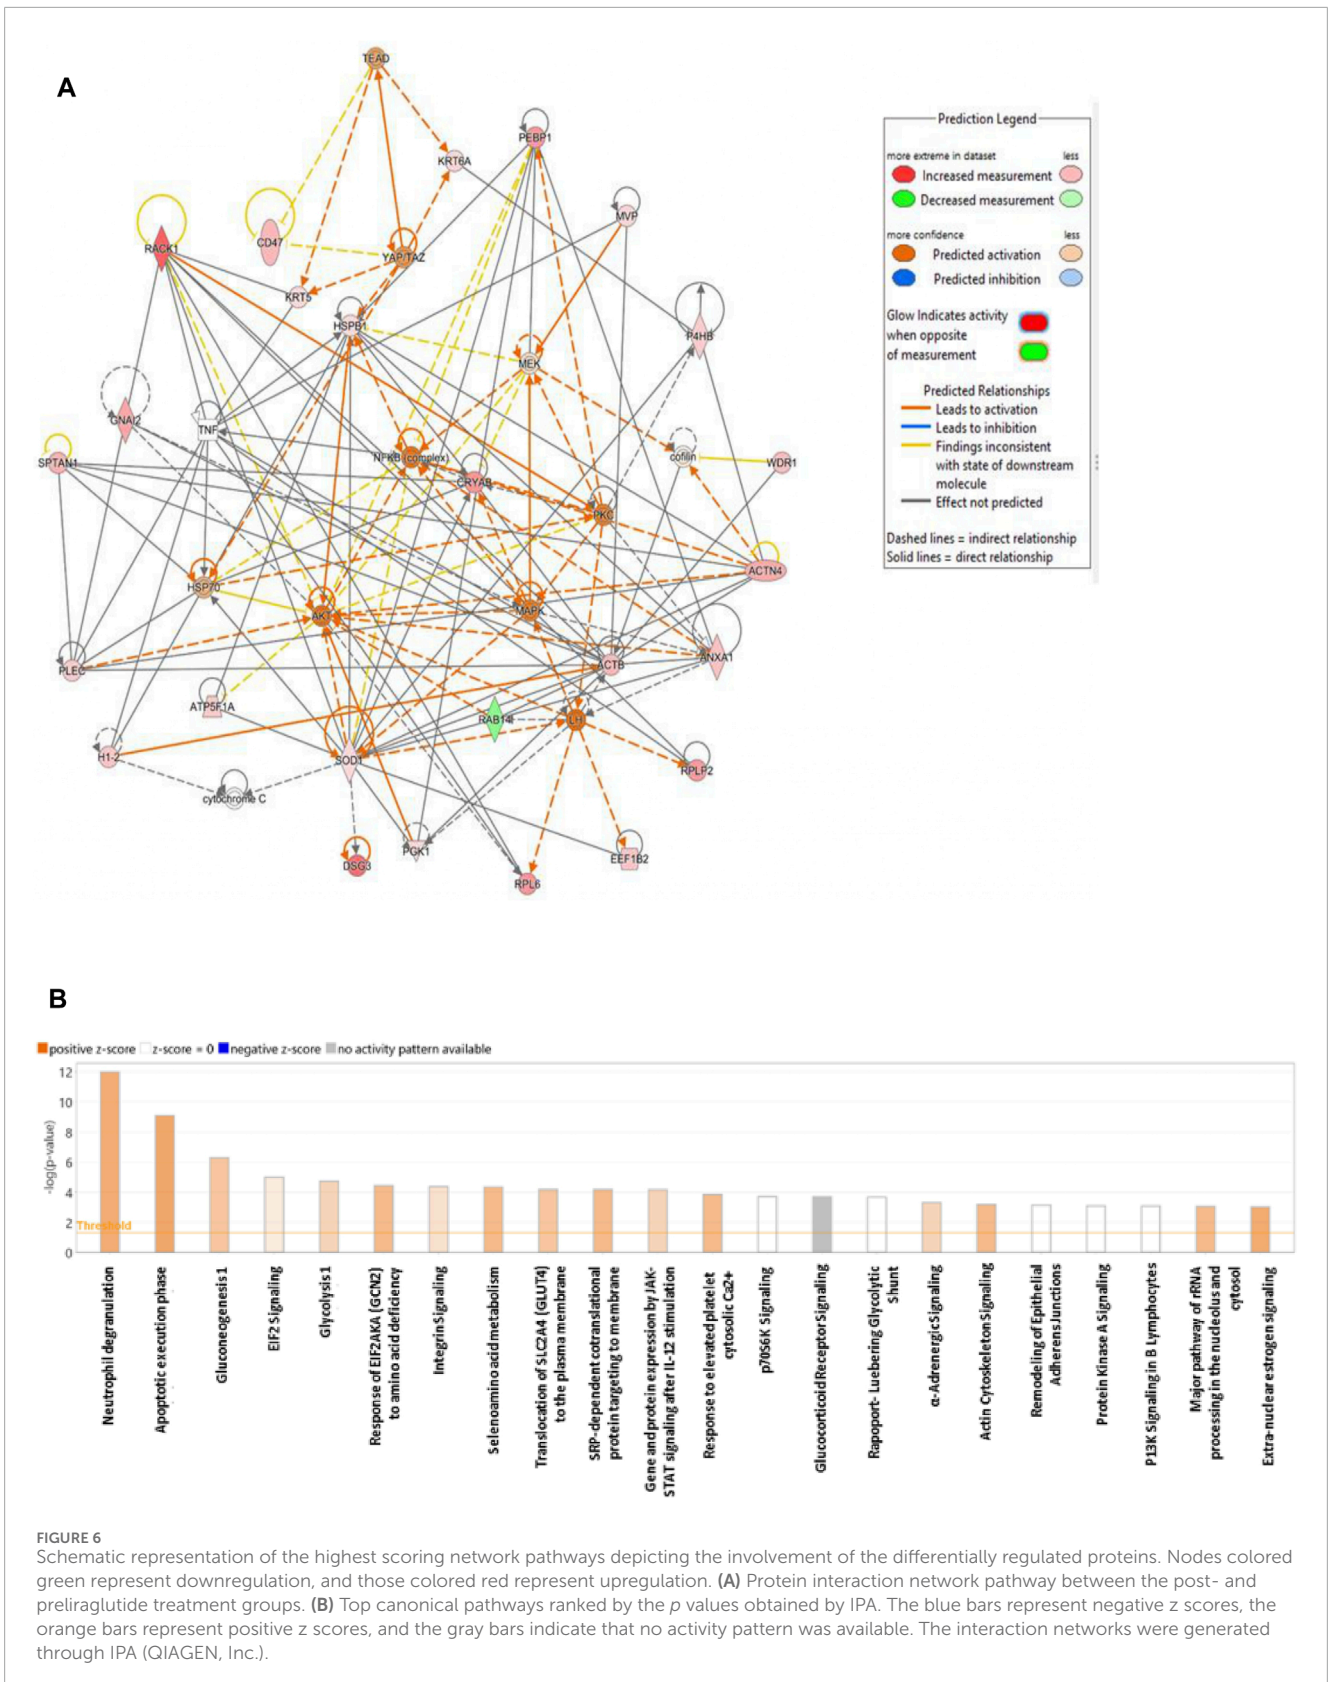 A
TEAD
PEBP1
KRT6A
MVP
RACK1
CD47
YAP/TAZ
KRT5
HSPB1
P4HB
MEK
GNAI2
TNF
SPTAN1
NFKB (complex)
cofilin
WDR1
CRYAB
PKC
ACTN4
HSP70
AKT
MAPK
PLEC
ACTB
ANXA1
ATP5F1A
RAB14
LH
H1-2
SOD1
RPLP2
cytochrome C
DSG3
PGK1
EEF1B2
RPL6
Prediction Legend
more extreme in dataset less
Increased measurement
Decreased measurement
more confidence less
Predicted activation
Predicted inhibition
Glow Indicates activity
when opposite
of measurement
Predicted Relationships
Leads to activation
Leads to inhibition
Findings inconsistent
with state of downstream
molecule
Effect not predicted
Dashed lines = indirect relationship
Solid lines = direct relationship
B
positive z-score z-score = 0 negative z-score no activity pattern available
-log(p-value)
12
10
8
6
4
2
0
Threshold
Neutrophil degranulation
Apoptotic execution phase
Gluconeogenesis 1
EIF2 Signaling
Glycolysis 1
Response of EIF2AKA (GCN2)
to amino acid deficiency
Integrin Signaling
Selenoamino acid metabolism
Translocation of SLC2A4 (GLUT4)
to the plasma membrane
SRP-dependent cotranslational
protein targeting to membrane
Gene and protein expression by JAK-
STAT signaling after IL-12 stimulation
Response to elevated platelet
cytosolic Ca2+
p70S6K Signaling
Glucocorticoid Receptor Signaling
Rapoport- Luebering Glycolytic
Shunt
α-Adrenergic Signaling
Actin Cytoskeleton Signaling
Remodeling of Epithelial
Adherens Junctions
Protein Kinase A Signaling
P13K Signaling in B Lymphocytes
Major pathway of rRNA
processing in the nucleolus and
cytosol
Extra-nuclear estrogen signaling
FIGURE 6
Schematic representation of the highest scoring network pathways depicting the involvement of the differentially regulated proteins. Nodes colored
green represent downregulation, and those colored red represent upregulation. (A) Protein interaction network pathway between the post- and
preliraglutide treatment groups. (B) Top canonical pathways ranked by the p values obtained by IPA. The blue bars represent negative z scores, the
orange bars represent positive z scores, and the gray bars indicate that no activity pattern was available. The interaction networks were generated
through IPA (QIAGEN, Inc.).